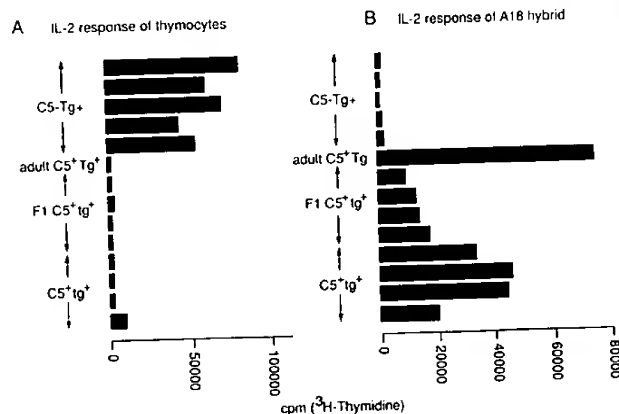 A
IL-2 response of thymocytes
C5-Tg+
adult C5+Tg+
F1 C5+tg+
C5+tg+
0
50000
100000
B
IL-2 response of A18 hybrid
C5-Tg+
adult C5+Tg
F1 C5+tg+
C5+tg+
0
20000
40000
60000
80000
cpm (3H-Thymidine)